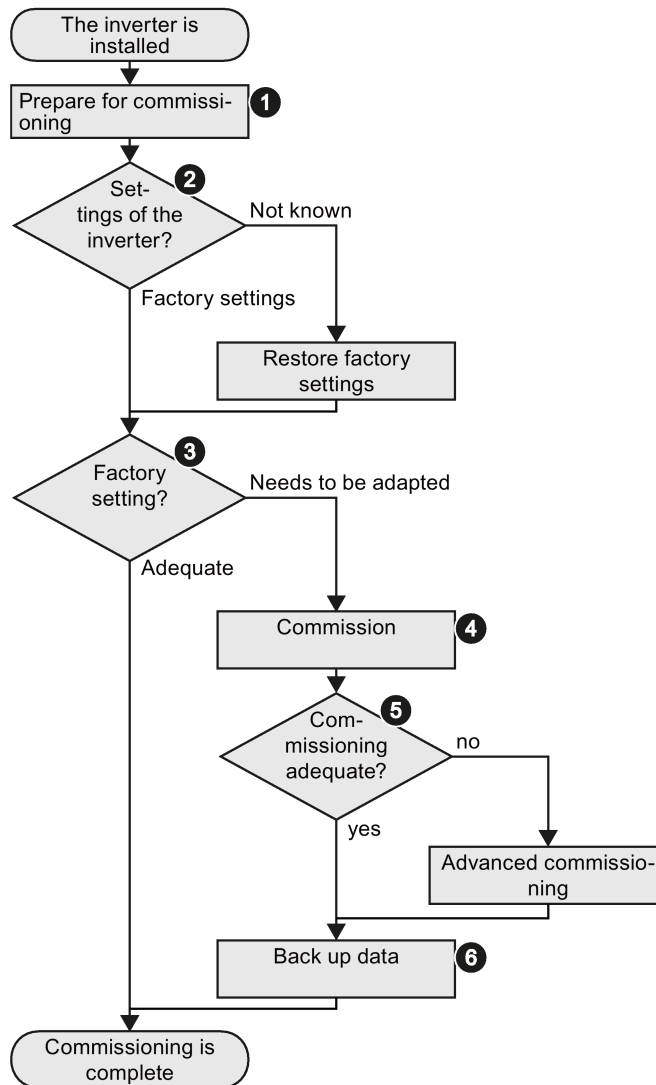 The inverter is
installed
Prepare for commissi-
oning
1
Set-
tings of the
inverter?
2
Not known
Factory settings
Restore factory
settings
Factory
setting?
3
Needs to be adapted
Adequate
Commission
4
Com-
missioning
adequate?
5
no
yes
Advanced commissio-
ning
Back up data
6
Commissioning is
complete